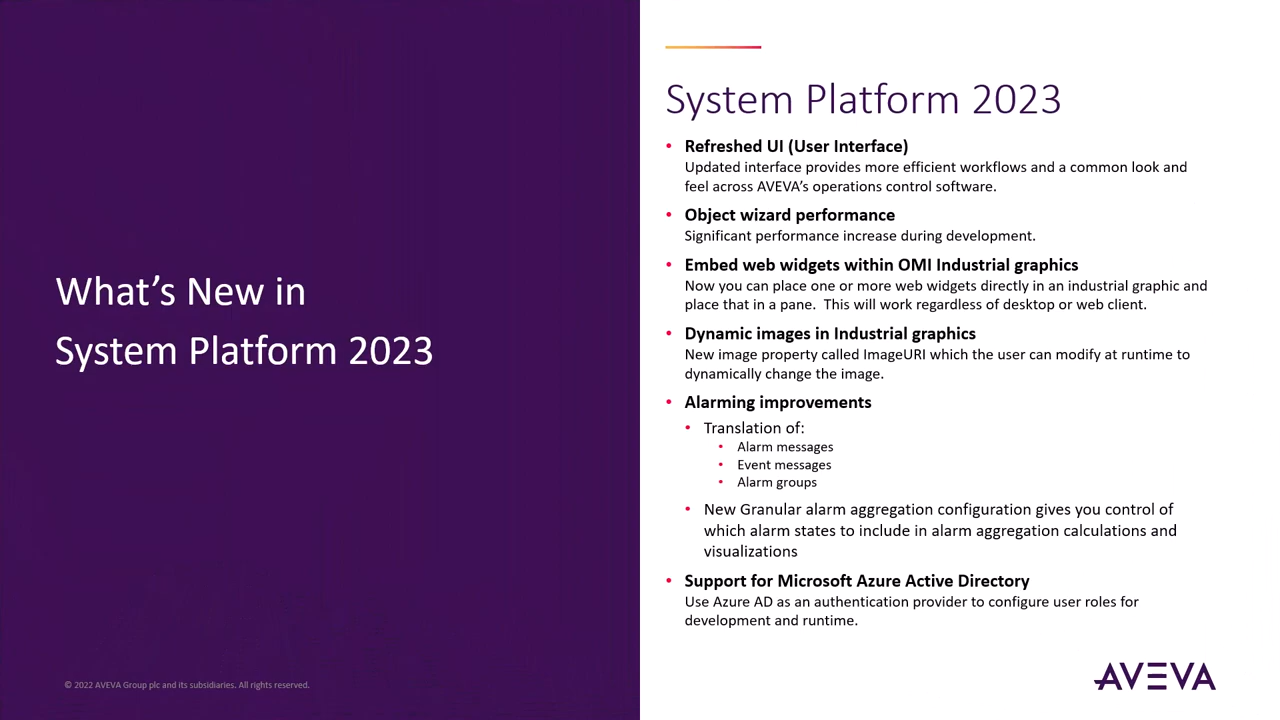 What's New in
System Platform 2023
© 2022 AVEVA Group plc and its subsidiaries. All rights reserved.
System Platform 2023
• Refreshed UI (User Interface)
Updated interface provides more efficient workflows and a common look and
feel across AVEVA's operations control software.
• Object wizard performance
Significant performance increase during development.
• Embed web widgets within OMI Industrial graphics
Now you can place one or more web widgets directly in an industrial graphic and
place that in a pane.  This will work regardless of desktop or web client.
• Dynamic images in Industrial graphics
New image property called ImageURI which the user can modify at runtime to
dynamically change the image.
• Alarming improvements
• Translation of:
• Alarm messages
• Event messages
• Alarm groups
• New Granular alarm aggregation configuration gives you control of
which alarm states to include in alarm aggregation calculations and
visualizations
• Support for Microsoft Azure Active Directory
Use Azure AD as an authentication provider to configure user roles for
development and runtime.
AVEVA